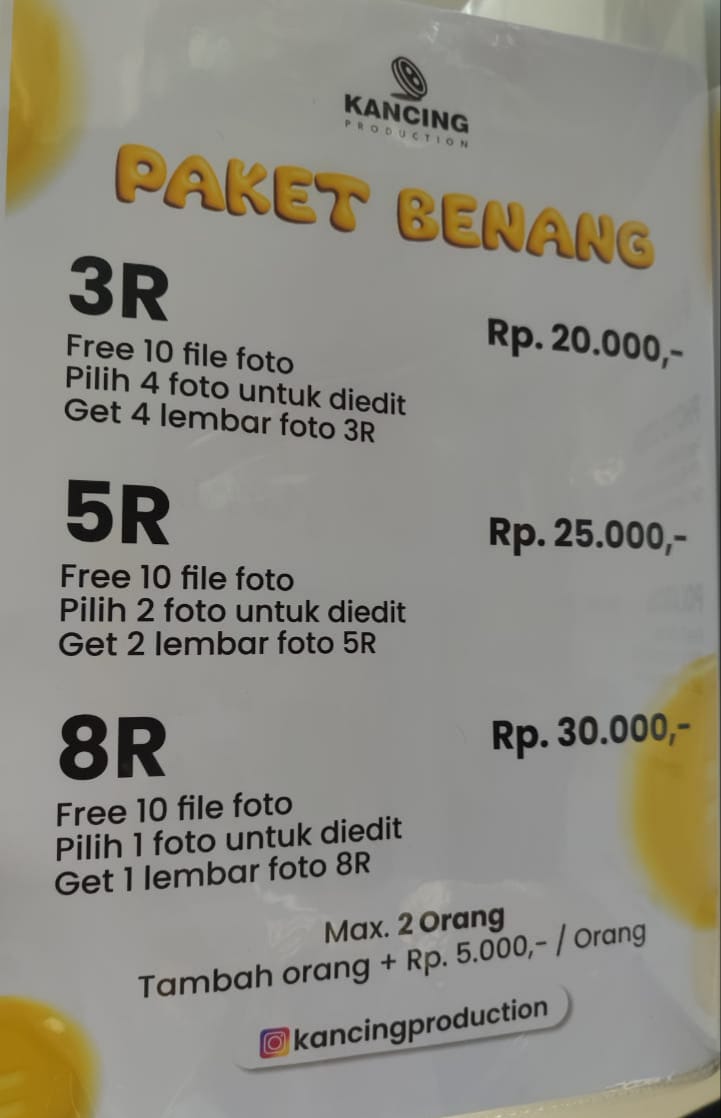 KANCING
PRODUCTION
PAKET BENANG
3R
Rp. 20.000,-
Free 10 file foto
Pilih 4 foto untuk diedit
Get 4 lembar foto 3R
5R
Rp. 25.000,-
Free 10 file foto
Pilih 2 foto untuk diedit
Get 2 lembar foto 5R
8R
Rp. 30.000,-
Free 10 file foto
Pilih 1 foto untuk diedit
Get 1 lembar foto 8R
Max. 2 Orang
Tambah orang + Rp. 5.000,- / Orang
kancingproduction